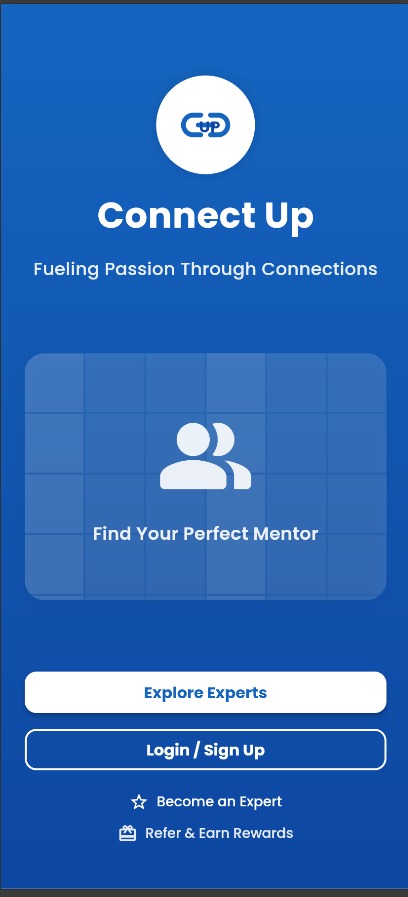 UP
Connect Up
Fueling Passion Through Connections
Find Your Perfect Mentor
Explore Experts
Login / Sign Up
Become an Expert
Refer & Earn Rewards